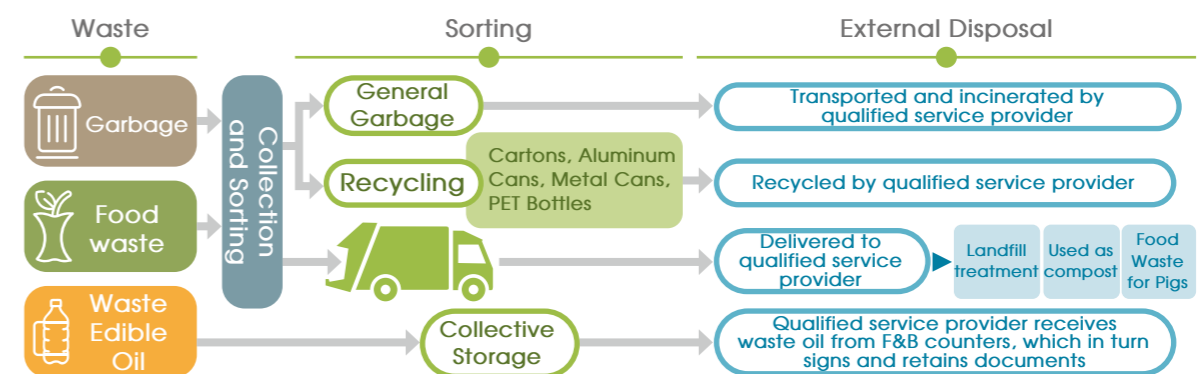 Waste
Sorting
External Disposal
Garbage
Food
waste
Waste
Edible
Oil
Collection
and Sorting
General
Garbage
Recycling
Cartons, Aluminum
Cans, Metal Cans,
PET Bottles
Collective
Storage
Transported and incinerated by
qualified service provider
Recycled by qualified service provider
Delivered to
qualified service
provider
Landfill
treatment
Used as
compost
Food
Waste
for Pigs
Qualified service provider receives
waste oil from F&B counters, which in turn
signs and retains documents